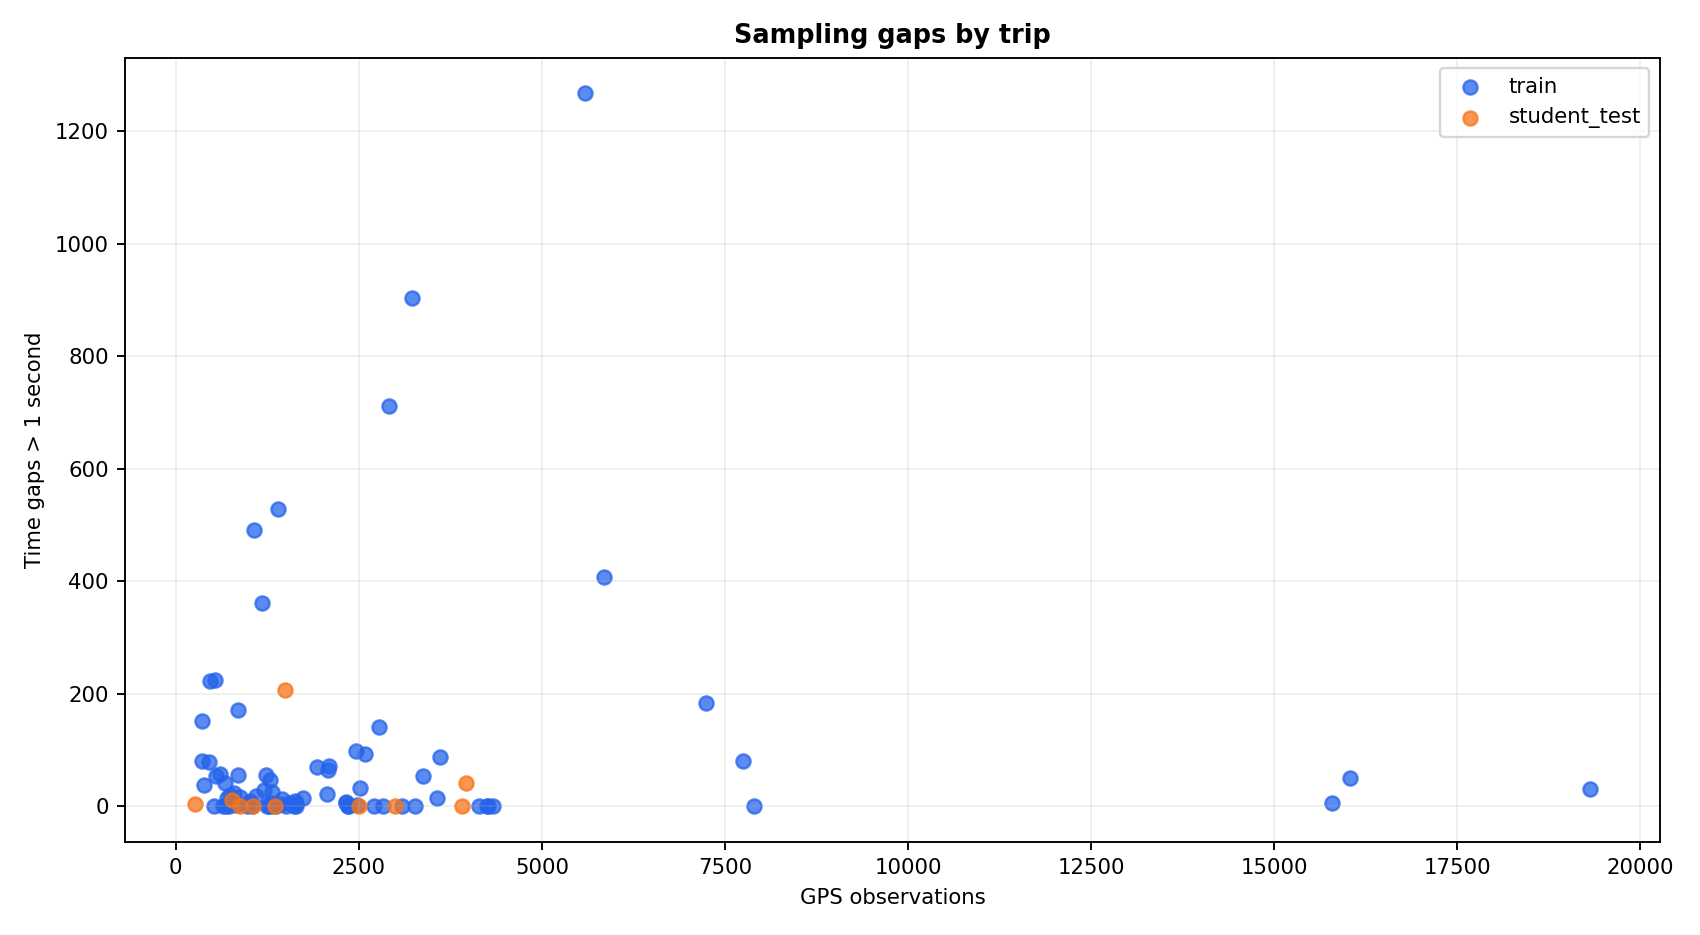 Sampling gaps by trip
train
student_test
Time gaps > 1 second
1200
1000
800
600
400
200
0
0 2500 5000 7500 10000 12500 15000 17500 20000
GPS observations